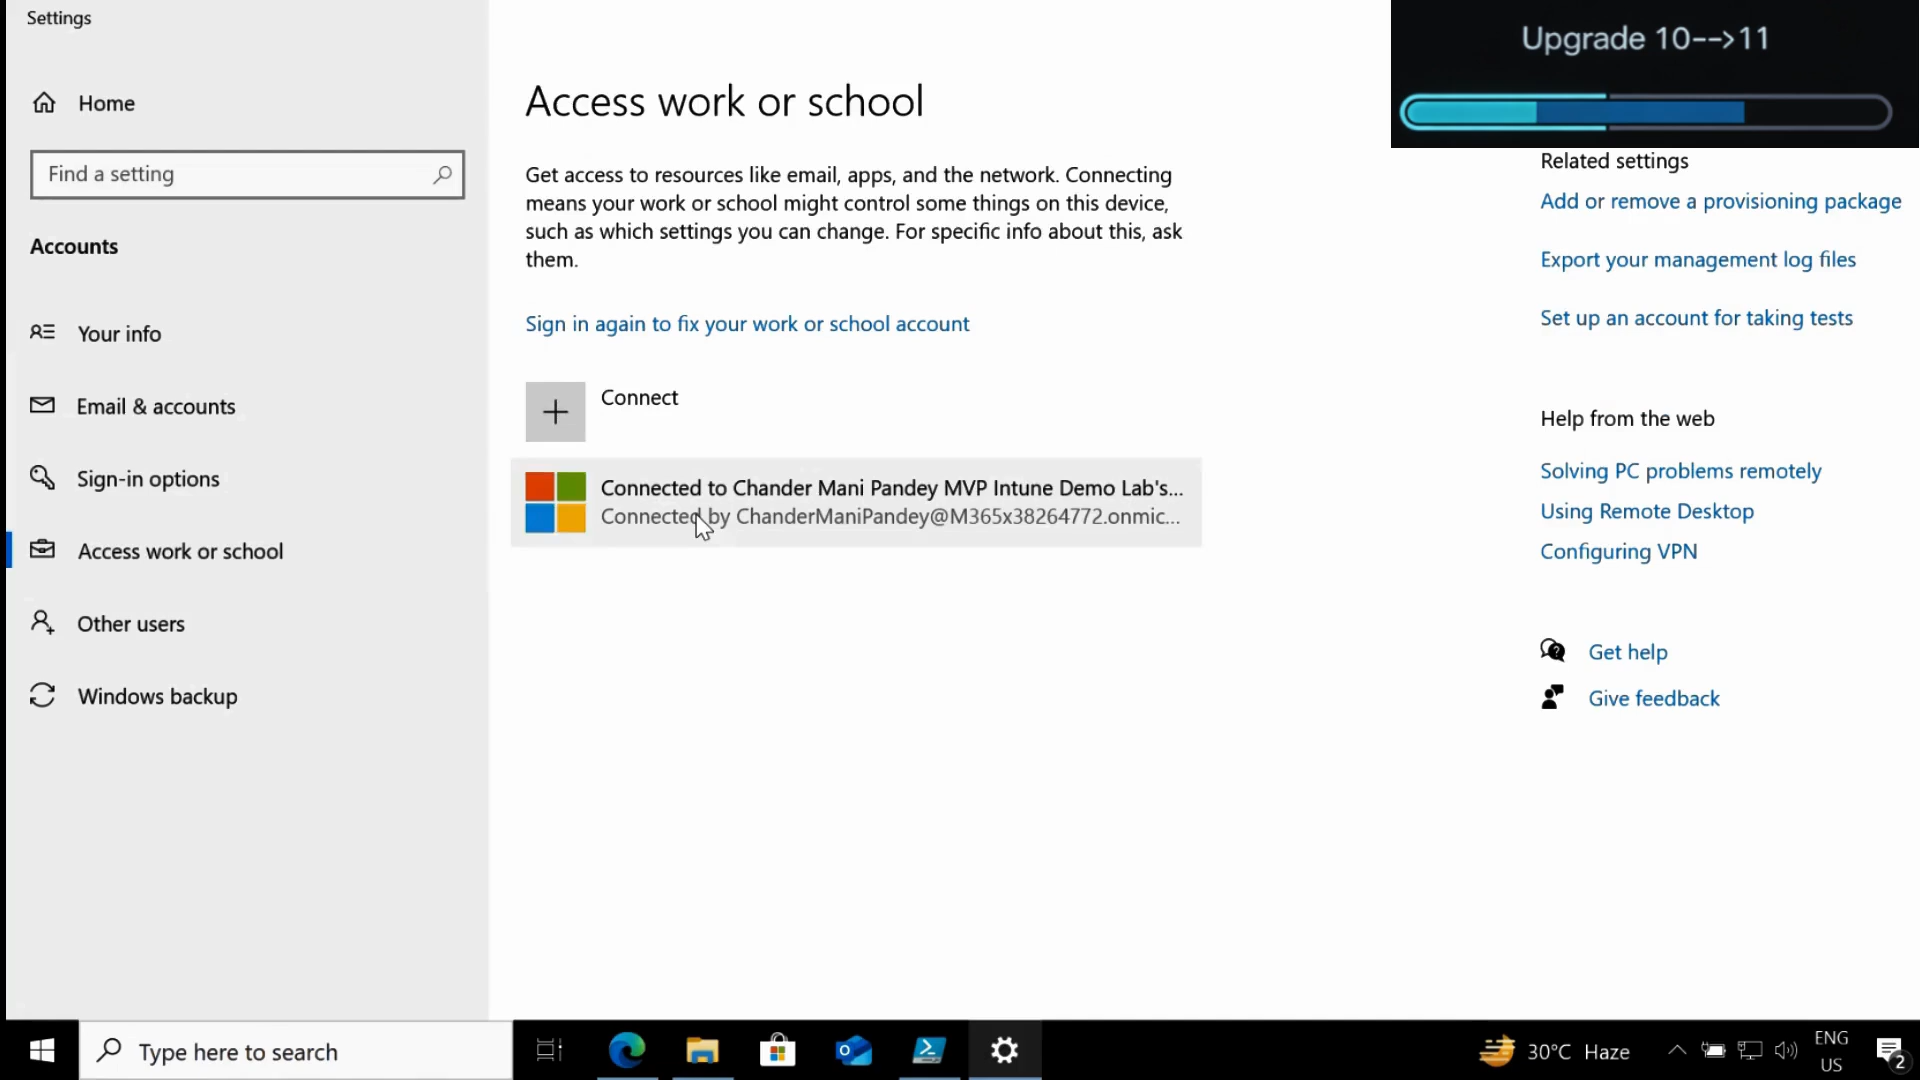 Settings
Upgrade 10-->11
Home
Find a setting
Accounts
Your info
Email & accounts
Sign-in options
Access work or school
Other users
Windows backup
Access work or school
Get access to resources like email, apps, and the network. Connecting
means your work or school might control some things on this device,
such as which settings you can change. For specific info about this, ask
them.
Sign in again to fix your work or school account
Connect
Connected to Chander Mani Pandey MVP Intune Demo Lab's...
Connected by ChanderManiPandey@M365x38264772.onmic...
Related settings
Add or remove a provisioning package
Export your management log files
Set up an account for taking tests
Help from the web
Solving PC problems remotely
Using Remote Desktop
Configuring VPN
Get help
Give feedback
Type here to search
30°C Haze
ENG
US
2